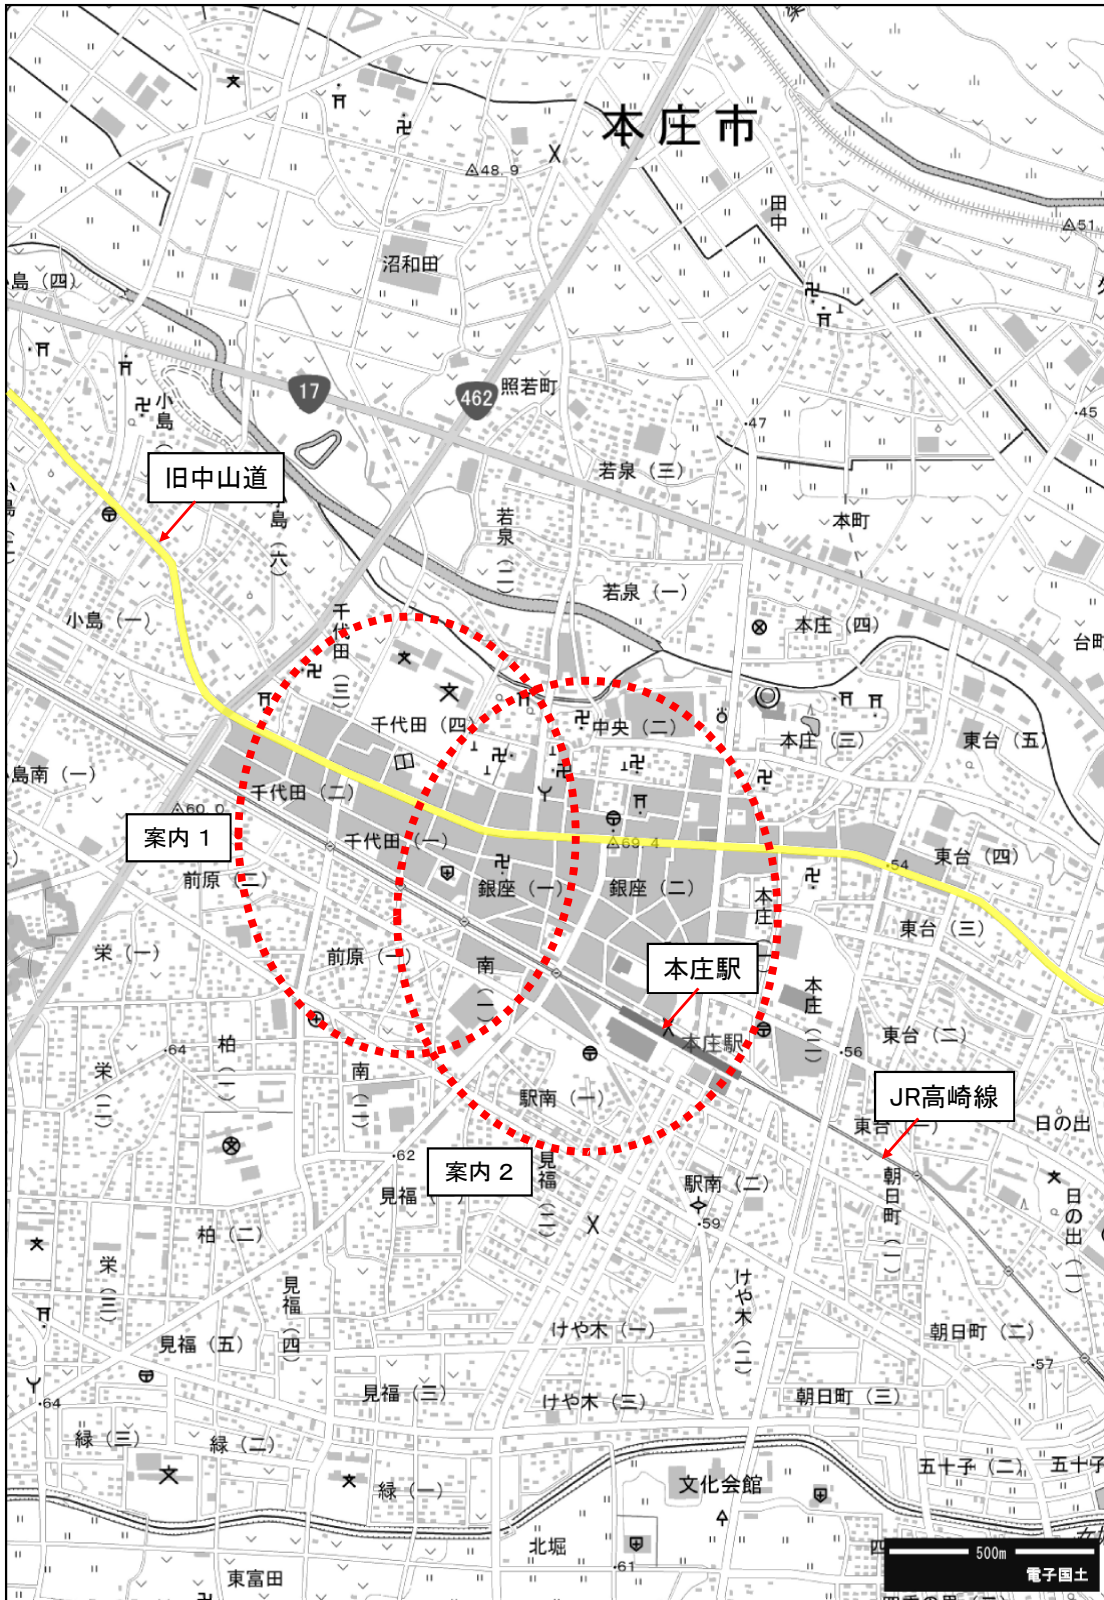 本庄市
48.9
田中
51
沼和田
島（四）
17
462
照若町
小島
47
45
若泉（三）
旧中山道
本町
小島（六）
若泉（二）
若泉（一）
小島（一）
千代田（三）
本庄（四）
台町
千代田（四）
中央（二）
本庄（三）
東台（五）
島南（一）
千代田（二）
60.0
案内１
千代田（一）
69.4
54
東台（四）
前原（二）
銀座（一）
銀座（二）
本庄（一）
東台（三）
栄（一）
前原（一）
南（一）
本庄駅
本庄（二）
本庄駅
東台（二）
64
柏（一）
56
栄（二）
南（二）
駅南（一）
JR高崎線
東台（一）
日の出
62
案内２
見福（二）
見福
駅南（二）
朝日町（一）
日の出（一）
59
柏（二）
栄（三）
見福（四）
けや木（二）
けや木（一）
朝日町（二）
見福（五）
57
見福（三）
けや木（三）
朝日町（三）
64
緑（三）
緑（二）
五十子（二）
五十子
緑（一）
文化会館
北堀
61
四
500m
電子国土
東富田